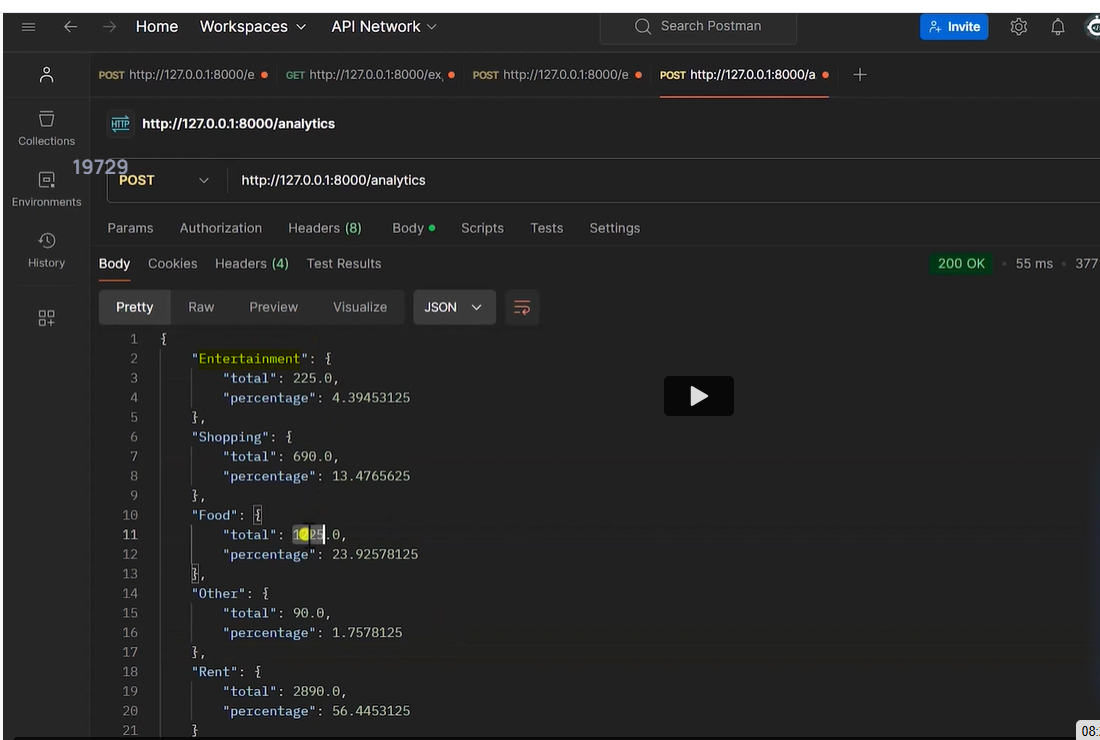 Home Workspaces API Network Search Postman Invite
POST http://127.0.0.1:8000/e GET http://127.0.0.1:8000/ex, POST http://127.0.0.1:8000/e POST http://127.0.0.1:8000/a
HTTP http://127.0.0.1:8000/analytics
Collections
19729
POST http://127.0.0.1:8000/analytics
Environments
Params Authorization Headers (8) Body Scripts Tests Settings
History
Body Cookies Headers (4) Test Results 200 OK 55 ms 377
Pretty Raw Preview Visualize JSON
1 {
2 "Entertainment": {
3 "total": 225.0,
4 "percentage": 4.39453125
5 },
6 "Shopping": {
7 "total": 690.0,
8 "percentage": 13.4765625
9 },
10 "Food": {
11 "total": 1225.0,
12 "percentage": 23.92578125
13 },
14 "Other": {
15 "total": 90.0,
16 "percentage": 1.7578125
17 },
18 "Rent": {
19 "total": 2890.0,
20 "percentage": 56.4453125
21 }
08: